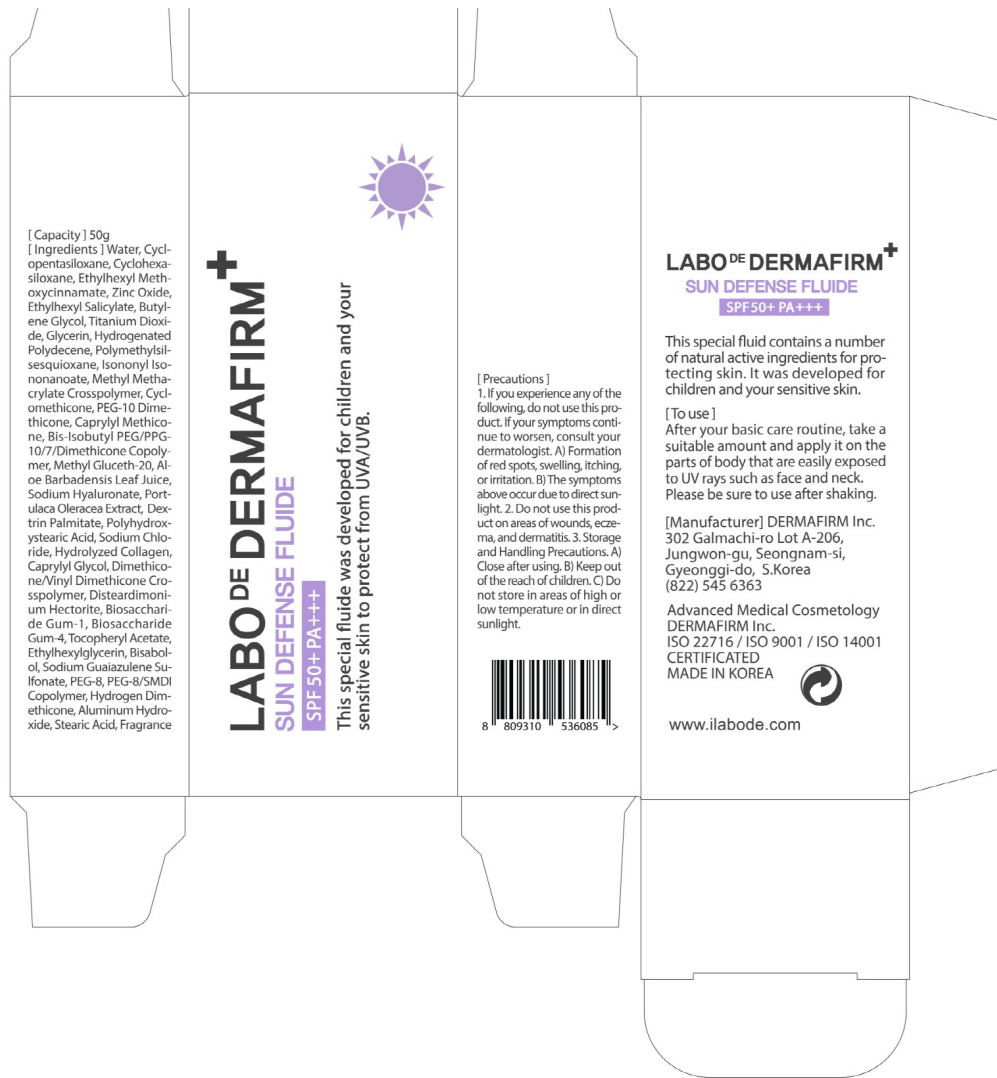 [ Capacity ] 50g
[ Ingredients ] Water, Cycl-
opentasiloxane, Cyclohexa-
siloxane, Ethylhexyl Meth-
oxycinnamate, Zinc Oxide,
Ethylhexyl Salicylate, Butyl-
ene Glycol, Titanium Dioxi-
de, Glycerin, Hydrogenated
Polydecene, Polymethylsil-
sesquioxane, Isononyl Iso-
nonanoate, Methyl Metha-
crylate Crosspolymer, Cycl-
omethicone, PEG-10 Dime-
thicone, Caprylyl Methico-
ne, Bis-Isobutyl PEG/PPG-
10/7/Dimethicone Copoly-
mer, Methyl Gluceth-20, Al-
oe Barbadensis Leaf Juice,
Sodium Hyaluronate, Port-
ulaca Oleracea Extract, Dex-
trin Palmitate, Polyhydrox-
ystearic Acid, Sodium Chlo-
ride, Hydrolyzed Collagen,
Caprylyl Glycol, Dimethico-
ne/Vinyl Dimethicone Cro-
sspolymer, Disteardimoni-
um Hectorite, Biosacchari-
de Gum-1, Biosaccharide
Gum-4, Tocopheryl Acetate,
Ethylhexylglycerin, Bisabol-
ol, Sodium Guaiazulene Su-
lfonate, PEG-8, PEG-8/SMDI
Copolymer, Hydrogen Dim-
ethicone, Aluminum Hydro-
xide, Stearic Acid, Fragrance
LABO DE DERMAFIRM+
SUN DEFENSE FLUIDE
SPF 50+ PA+++
This special fluide was developed for children and your
sensitive skin to protect from UVA/UVB.
[ Precautions ]
1. If you experience any of the
following, do not use this pro-
duct. If your symptoms conti-
nue to worsen, consult your
dermatologist. A) Formation
of red spots, swelling, itching,
or irritation. B) The symptoms
above occur due to direct sun-
light. 2. Do not use this prod-
uct on areas of wounds, ecze-
ma, and dermatitis. 3. Storage
and Handling Precautions. A)
Close after using. B) Keep out
of the reach of children. C) Do
not store in areas of high or
low temperature or in direct
sunlight.
8 809310 536085 >
LABO DE DERMAFIRM+
SUN DEFENSE FLUIDE
SPF 50+ PA+++
This special fluid contains a number
of natural active ingredients for pro-
tecting skin. It was developed for
children and your sensitive skin.
[ To use ]
After your basic care routine, take a
suitable amount and apply it on the
parts of body that are easily exposed
to UV rays such as face and neck.
Please be sure to use after shaking.
[Manufacturer] DERMAFIRM Inc.
302 Galmachi-ro Lot A-206,
Jungwon-gu, Seongnam-si,
Gyeonggi-do, S.Korea
(822) 545 6363
Advanced Medical Cosmetology
DERMAFIRM Inc.
ISO 22716 / ISO 9001 / ISO 14001
CERTIFICATED
MADE IN KOREA
www.ilabode.com